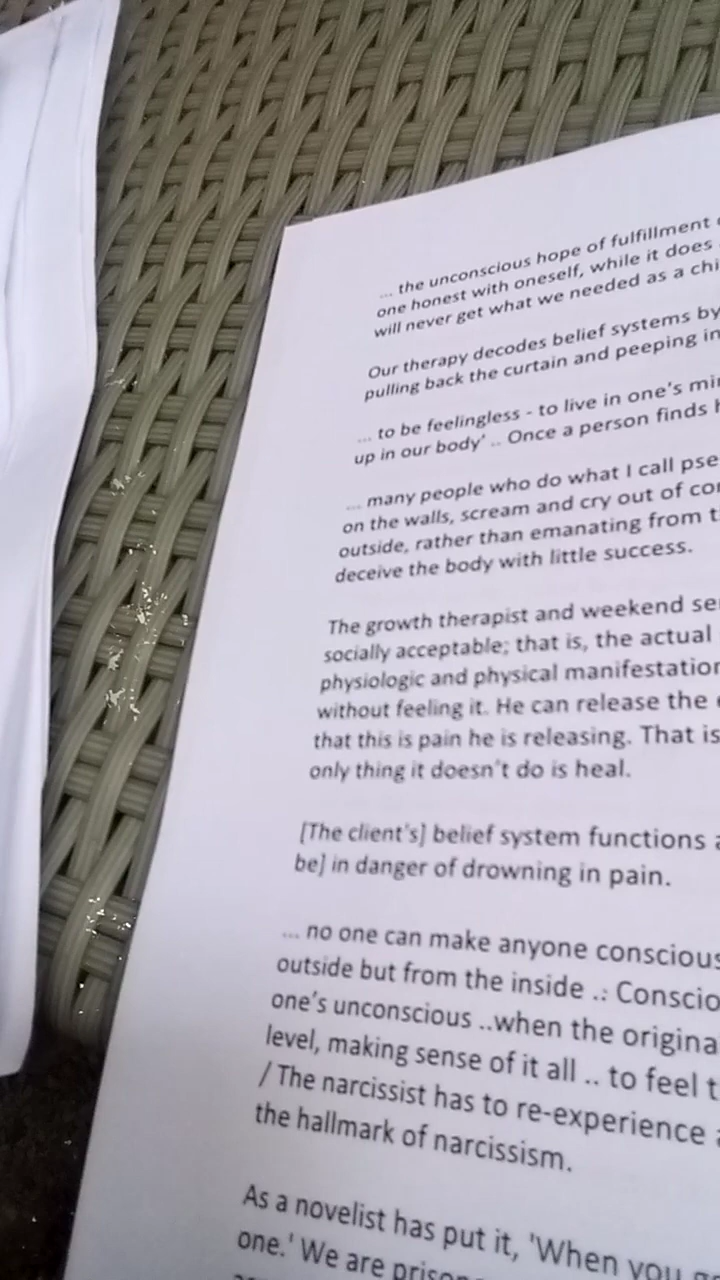 ... the unconscious hope of fulfillment
one honest with oneself, while it does
will never get what we needed as a chi
Our therapy decodes belief systems by
pulling back the curtain and peeping in
... to be feelingless - to live in one's mi
up in our body' .. Once a person finds h
... many people who do what I call pse
on the walls, scream and cry out of co
outside, rather than emanating from t
deceive the body with little success.
The growth therapist and weekend se
socially acceptable; that is, the actual
physiologic and physical manifestation
without feeling it. He can release the
that this is pain he is releasing. That is
only thing it doesn't do is heal.
[The client's] belief system functions a
be] in danger of drowning in pain.
... no one can make anyone conscious
outside but from the inside .: Conscio
one's unconscious ..when the origina
level, making sense of it all .. to feel t
/ The narcissist has to re-experience a
the hallmark of narcissism.
As a novelist has put it, 'When you
one.' We are priso